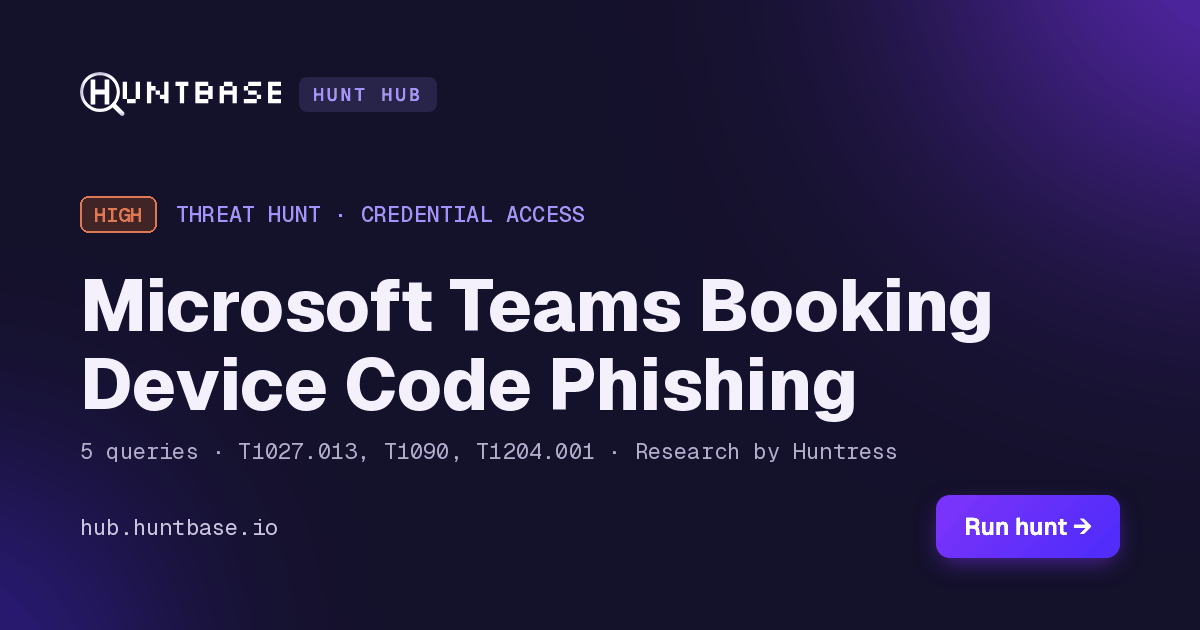 HUNTBASE HUNT HUB
HIGH THREAT HUNT · CREDENTIAL ACCESS
Microsoft Teams Booking
Device Code Phishing
5 queries · T1027.013, T1090, T1204.001 · Research by Huntress
hub.huntbase.io
Run hunt →